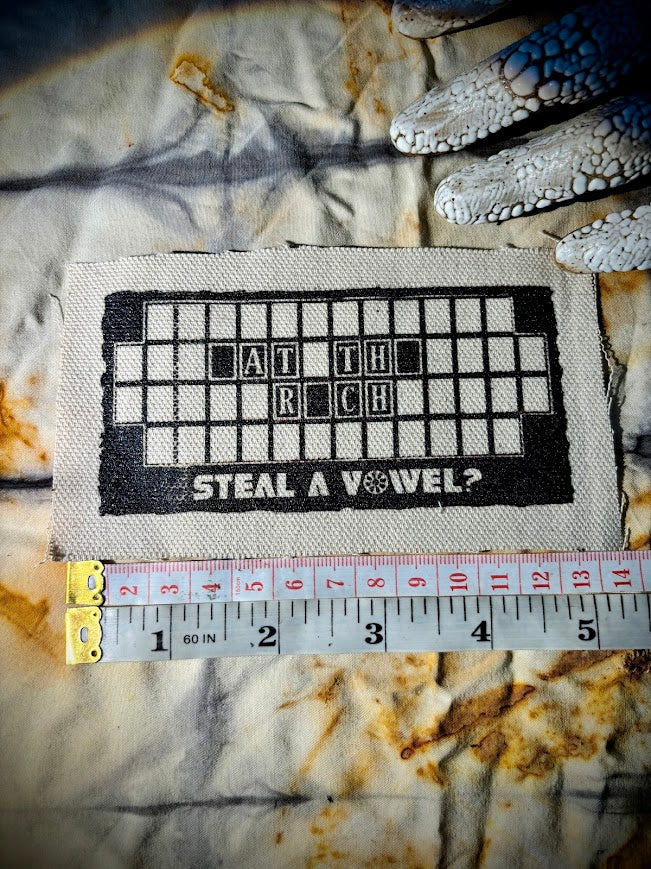 AT TH
R CH
STEAL A VOWEL?
2 3 4 5 6 7 8 9 10 11 12 13 14
1 60 IN 2 3 4 5